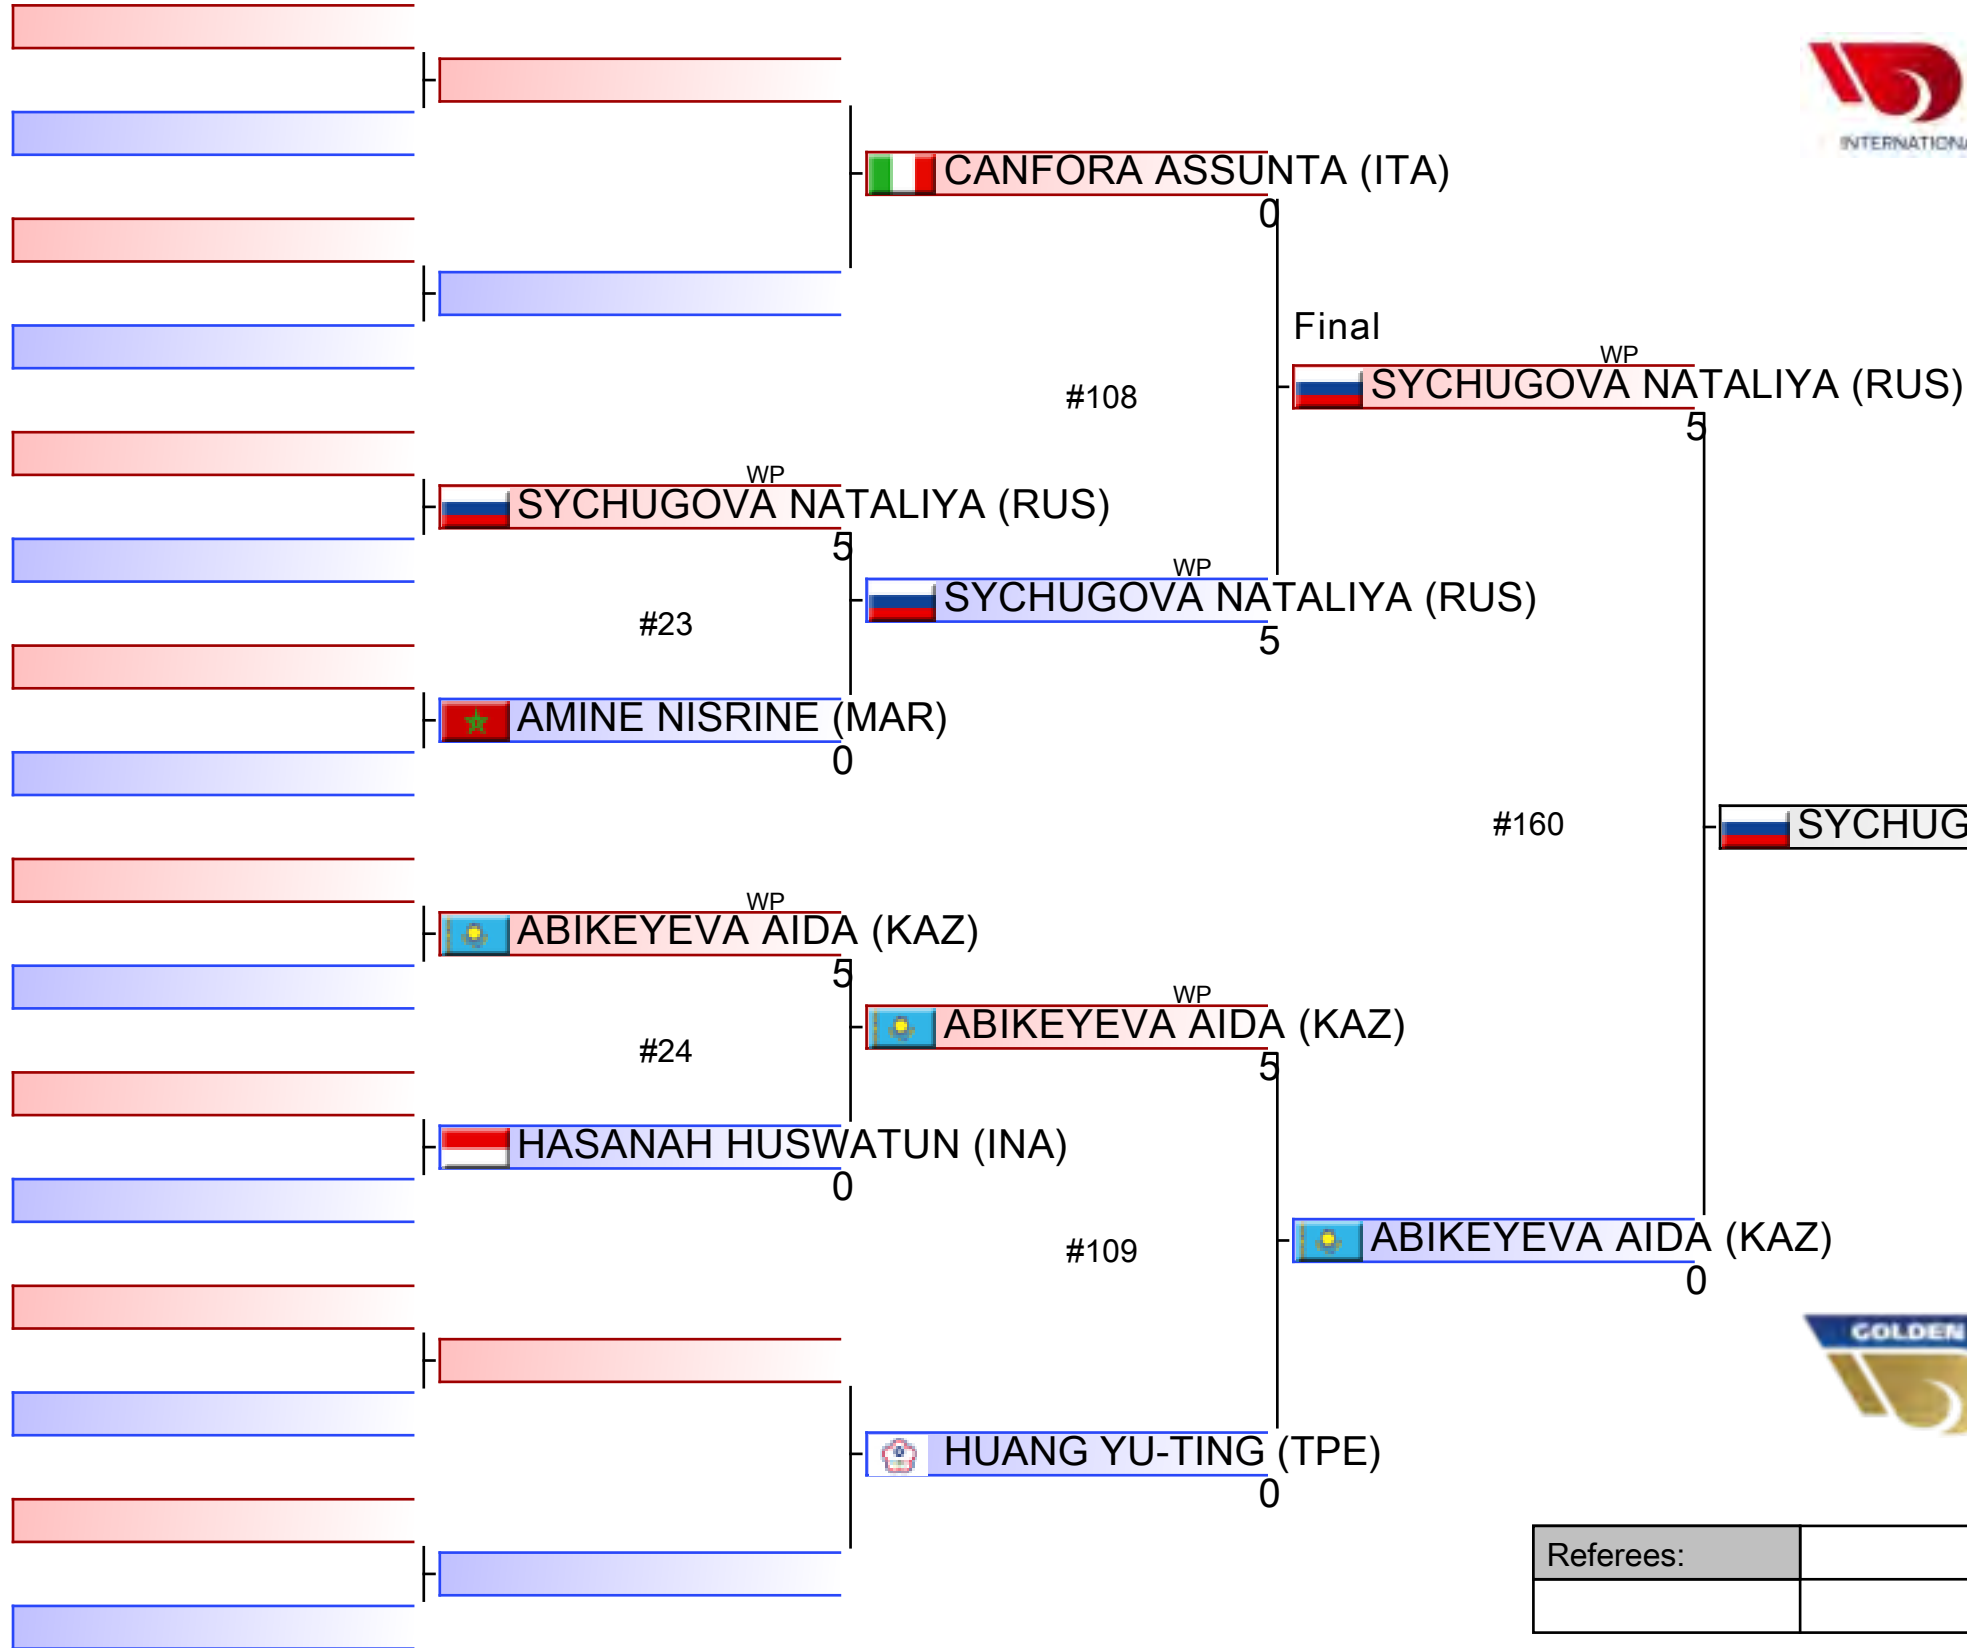 INTERNATIONA
CANFORA ASSUNTA (ITA)
0
Final
WP
SYCHUGOVA NATALIYA (RUS)
5
#108
WP
SYCHUGOVA NATALIYA (RUS)
5
WP
SYCHUGOVA NATALIYA (RUS)
5
#23
AMINE NISRINE (MAR)
0
#160
SYCHUG
WP
ABIKEYEVA AIDA (KAZ)
5
WP
ABIKEYEVA AIDA (KAZ)
5
#24
HASANAH HUSWATUN (INA)
0
#109
ABIKEYEVA AIDA (KAZ)
0
GOLDEN
HUANG YU-TING (TPE)
0
Referees: